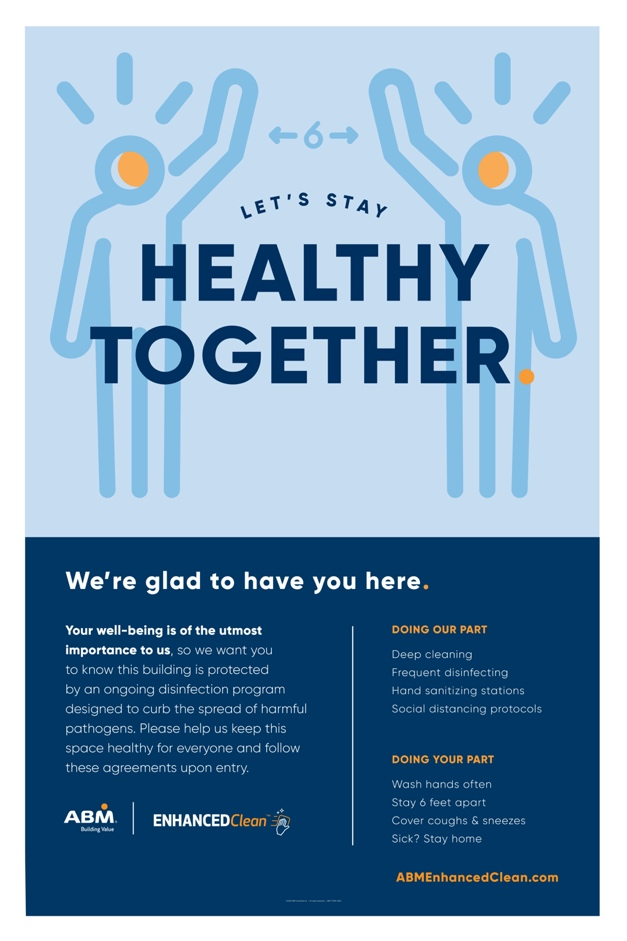 6
LET'S STAY
HEALTHY
TOGETHER.
We're glad to have you here.
Your well-being is of the utmost
importance to us, so we want you
to know this building is protected
by an ongoing disinfection program
designed to curb the spread of harmful
pathogens. Please help us keep this
space healthy for everyone and follow
these agreements upon entry.
ABM
Building Value
ENHANCEDClean
DOING OUR PART
Deep cleaning
Frequent disinfecting
Hand sanitizing stations
Social distancing protocols
DOING YOUR PART
Wash hands often
Stay 6 feet apart
Cover coughs & sneezes
Sick? Stay home
ABMEnhancedClean.com